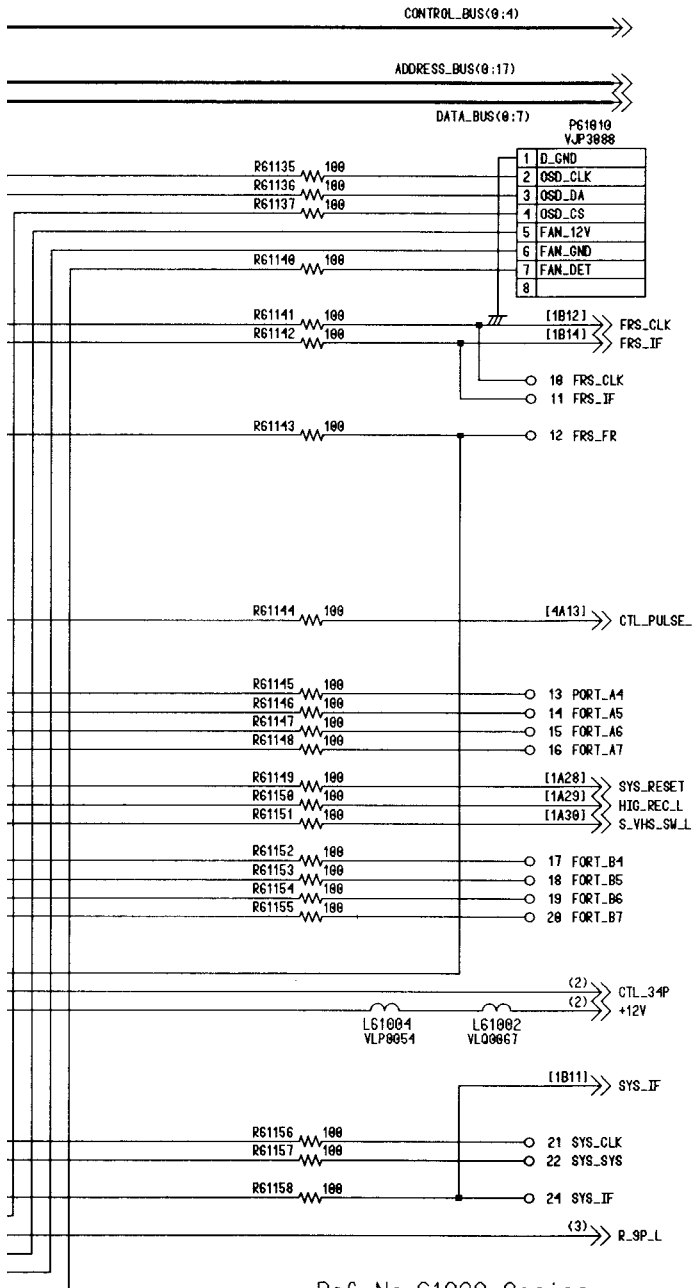 CONTROL_BUS(0:4)
ADDRESS_BUS(0:17)
DATA_BUS(0:7)
P61010
VJP3088
1 D_GND
R61135 100 2 OSD_CLK
R61136 100 3 OSD_DA
R61137 100 4 OSD_CS
5 FAN_12V
6 FAN_GND
R61140 100 7 FAN_DET
8
R61141 100 [1B12] FRS_CLK
R61142 100 [1B14] FRS_IF
10 FRS_CLK
11 FRS_IF
R61143 100 12 FRS_FR
R61144 100 [4A13] CTL_PULSE_
R61145 100 13 PORT_A4
R61146 100 14 FORT_A5
R61147 100 15 FORT_A6
R61148 100 16 FORT_A7
R61149 100 [1A28] SYS_RESET
R61150 100 [1A29] HIG_REC_L
R61151 100 [1A30] S_VHS_SW_L
R61152 100 17 FORT_B4
R61153 100 18 FORT_B5
R61154 100 19 FORT_B6
R61155 100 20 FORT_B7
(2) CTL_34P
(2) +12V
L61004 L61002
VLP0054 VLQ0067
[1B11] SYS_IF
R61156 100 21 SYS_CLK
R61157 100 22 SYS_SYS
R61158 100 24 SYS_IF
(3) R_9P_L